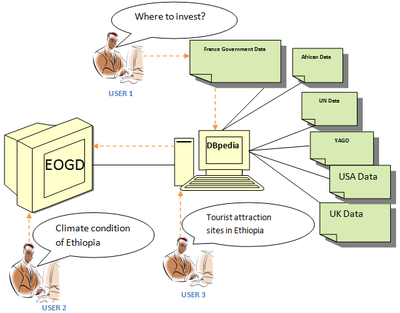 Where to invest?
France Government Data
African Data
USER 1
UN Data
DBpedia
YAGO
EOGD
USA Data
UK Data
Tourist attraction
sites in Ethiopia
Climate condition
of Ethiopia
USER 3
USER 2